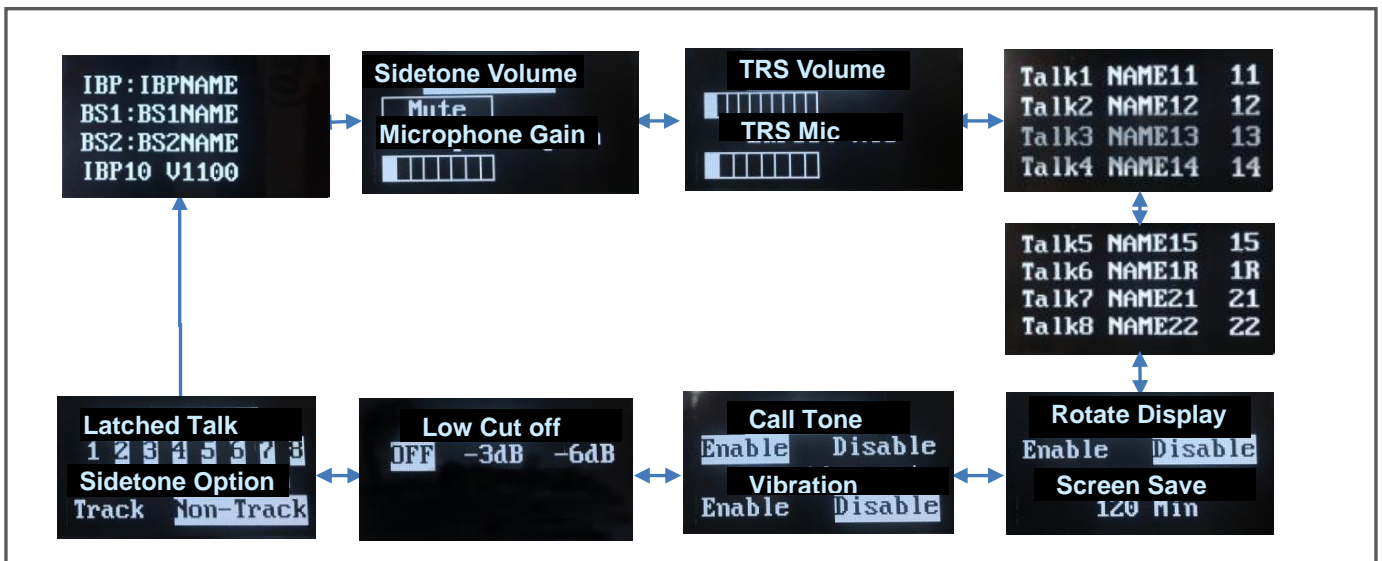 IBP:IBPNAME
BS1:BS1NAME
BS2:BS2NAME
IBP10 V1100
Sidetone Volume
Mute
Microphone Gain
TRS Volume
TRS Mic
Talk1 NAME11 11
Talk2 NAME12 12
Talk3 NAME13 13
Talk4 NAME14 14
Talk5 NAME15 15
Talk6 NAME1R 1R
Talk7 NAME21 21
Talk8 NAME22 22
Latched Talk
1 2 3 4 5 6 7 8
Sidetone Option
Track Non-Track
Low Cut off
OFF -3dB -6dB
Call Tone
Enable Disable
Vibration
Enable Disable
Rotate Display
Enable Disable
Screen Save
120 Min